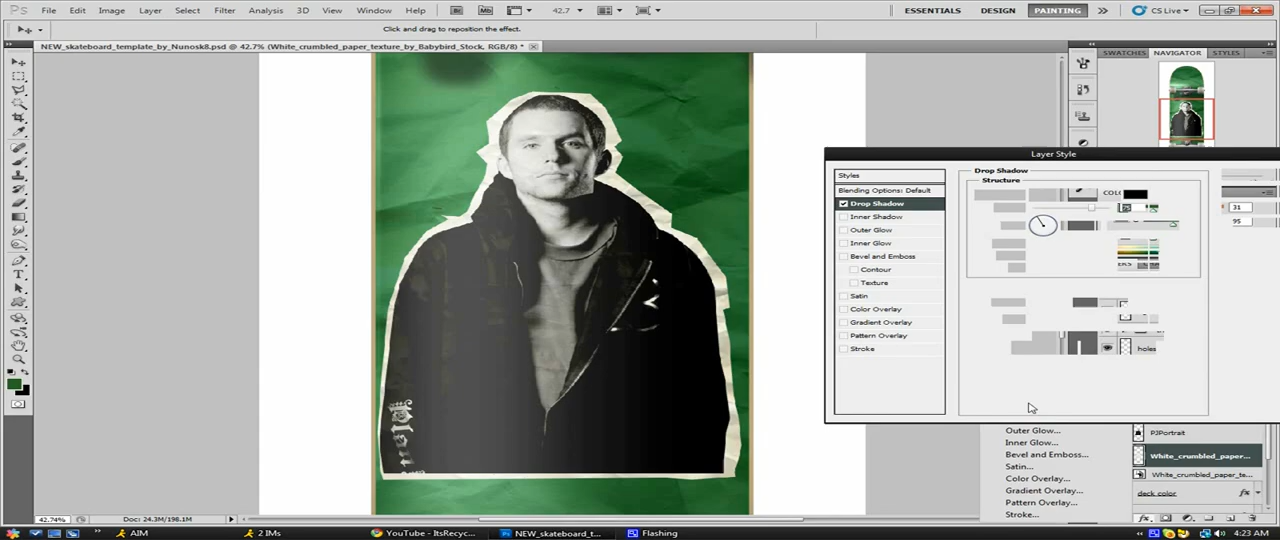 PS File Edit Image Layer Select Filter Analysis 3D View Window Help Br Mb 42.7 ESSENTIALS DESIGN PAINTING CS Live
Click and drag to reposition the effect.
NEW_skateboard_template_by_Nunosk8.psd @ 42.7% (White_crumbled_paper_texture_by_Babybird_Stock, RGB/8) *
SWATCHES NAVIGATOR STYLES
Layer Style
Styles
Blending Options: Default
Drop Shadow
Inner Shadow
Outer Glow
Inner Glow
Bevel and Emboss
Contour
Texture
Satin
Color Overlay
Gradient Overlay
Pattern Overlay
Stroke
Drop Shadow
Structure
31
95
holes
Outer Glow...
Inner Glow...
Bevel and Emboss...
Satin...
Color Overlay...
Gradient Overlay...
Pattern Overlay...
Stroke...
PJPortrait
White_crumbled_paper...
White_crumbled_paper_te...
deck color fx
42.74% Doc: 24.3M/198.1M
AIM 2 IMs YouTube - ItsRecyc... NEW_skateboard_tem... Flashing 4:23 AM